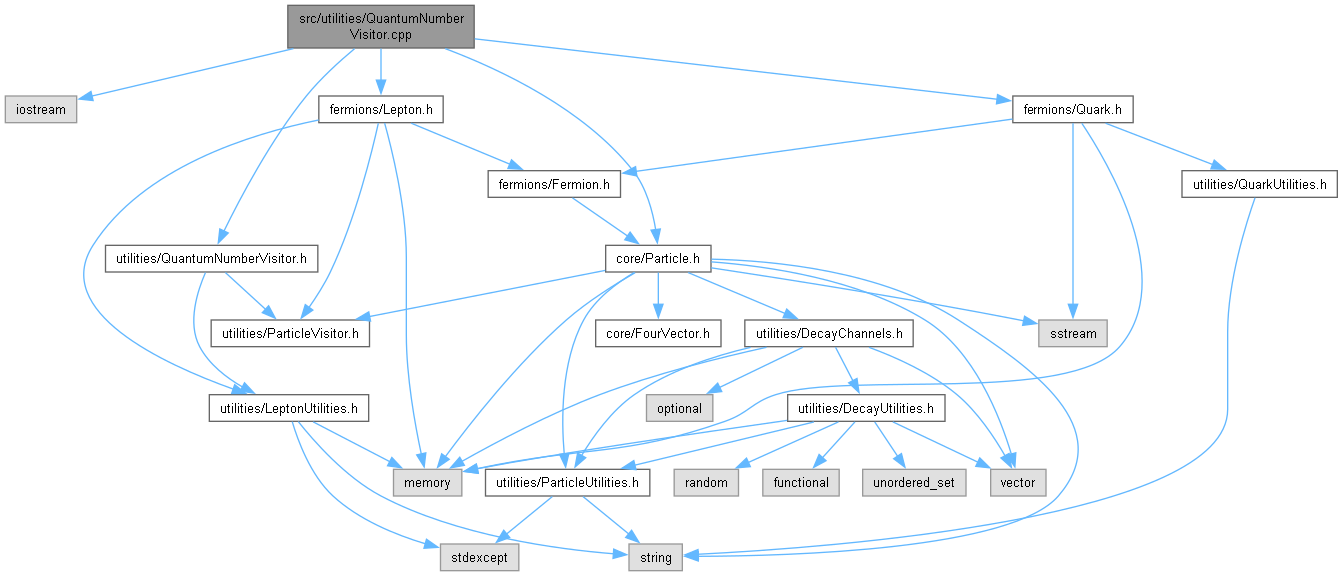 src/utilities/QuantumNumber
Visitor.cpp
iostream
fermions/Lepton.h
fermions/Quark.h
fermions/Fermion.h
utilities/QuarkUtilities.h
utilities/QuantumNumberVisitor.h
core/Particle.h
utilities/ParticleVisitor.h
core/FourVector.h
utilities/DecayChannels.h
sstream
utilities/LeptonUtilities.h
optional
utilities/DecayUtilities.h
memory
utilities/ParticleUtilities.h
random
functional
unordered_set
vector
stdexcept
string